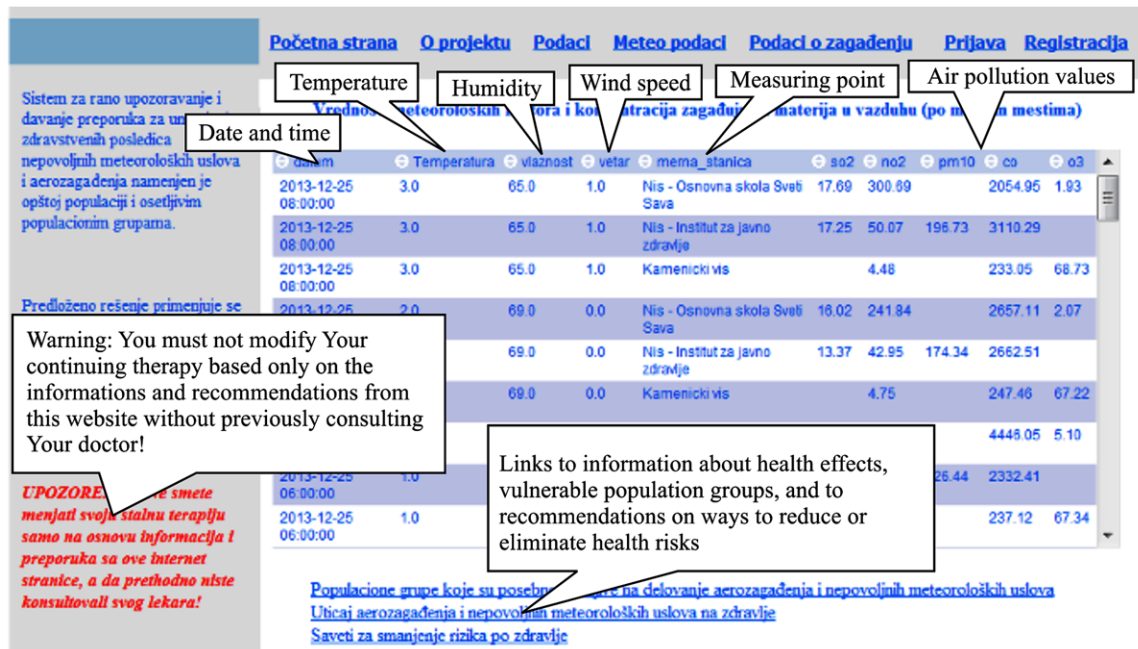 Početna strana O projektu Podaci Meteo podaci Podaci o zagađenju Prijava Registracija
Temperature
Humidity
Wind speed
Measuring point
Air pollution values
Date and time
Sistem za rano upozoravanje i
davanje preporuka za
zdravstvenih posledica
nepovoljnih meteoroloških uslova
i aerozagađenja namenjen je
opštoj populaciji i osetljivim
populacionim grupama.
Predloženo rešenje primenjuje se
Warning: You must not modify Your
continuing therapy based only on the
informations and recommendations from
this website without previously consulting
Your doctor!
smete
menjati svoju stalnu terapiju
samo na osnovu informacija i
preporuka sa ove internet
stranice, a da prethodno niste
konsultovali svog lekara!
meteoroloških i materija u vazduhu (po mestima)
datum Temperatura vlaznost vetar merna_stanica so2 no2 pm10 co o3
2013-12-25 3.0 65.0 1.0 Nis - Osnovna skola Sveti 17.69 300.69 2054.95 1.93
08:00:00 Sava
2013-12-25 3.0 65.0 1.0 Nis - Institut za javno 17.25 50.07 196.73 3110.29
08:00:00 zdravlje
2013-12-25 3.0 65.0 1.0 Kamenicki vis 4.48 233.05 68.73
08:00:00
2013-12-25 2.0 69.0 0.0 Nis - Osnovna skola Sveti 16.02 241.84 2657.11 2.07
Sava
69.0 0.0 Nis - Institut za javno 13.37 42.95 174.34 2662.51
zdravlje
69.0 0.0 Kamenicki vis 4.75 247.46 67.22
4446.05 5.10
2013-12-25 1.0 26.44 2332.41
06:00:00
2013-12-25 1.0 237.12 67.34
06:00:00
Links to information about health effects,
vulnerable population groups, and to
recommendations on ways to reduce or
eliminate health risks
Populacione grupe koje su na delovanje aerozagađenja i nepovoljnih meteoroloških uslova
Uticaj aerozagađenja i nepovoljnih meteoroloških uslova na zdravlje
Saveti za smanjenje rizika po zdravlje